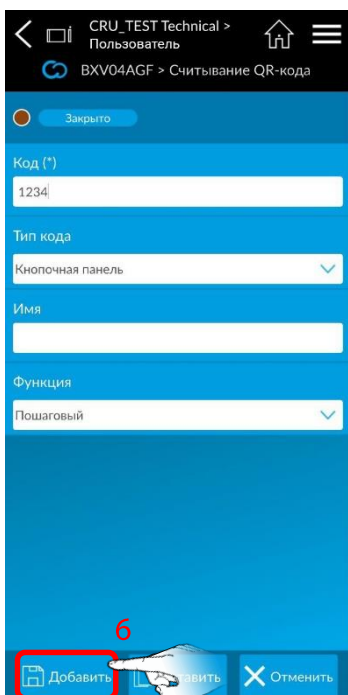 CRU_TEST Technical >
Пользователь
BXV04AGF > Считывание QR-кода
Закрыто
Код (*)
1234
Тип кода
Кнопочная панель
Имя
Функция
Пошаговый
6
Добавить
Отменить